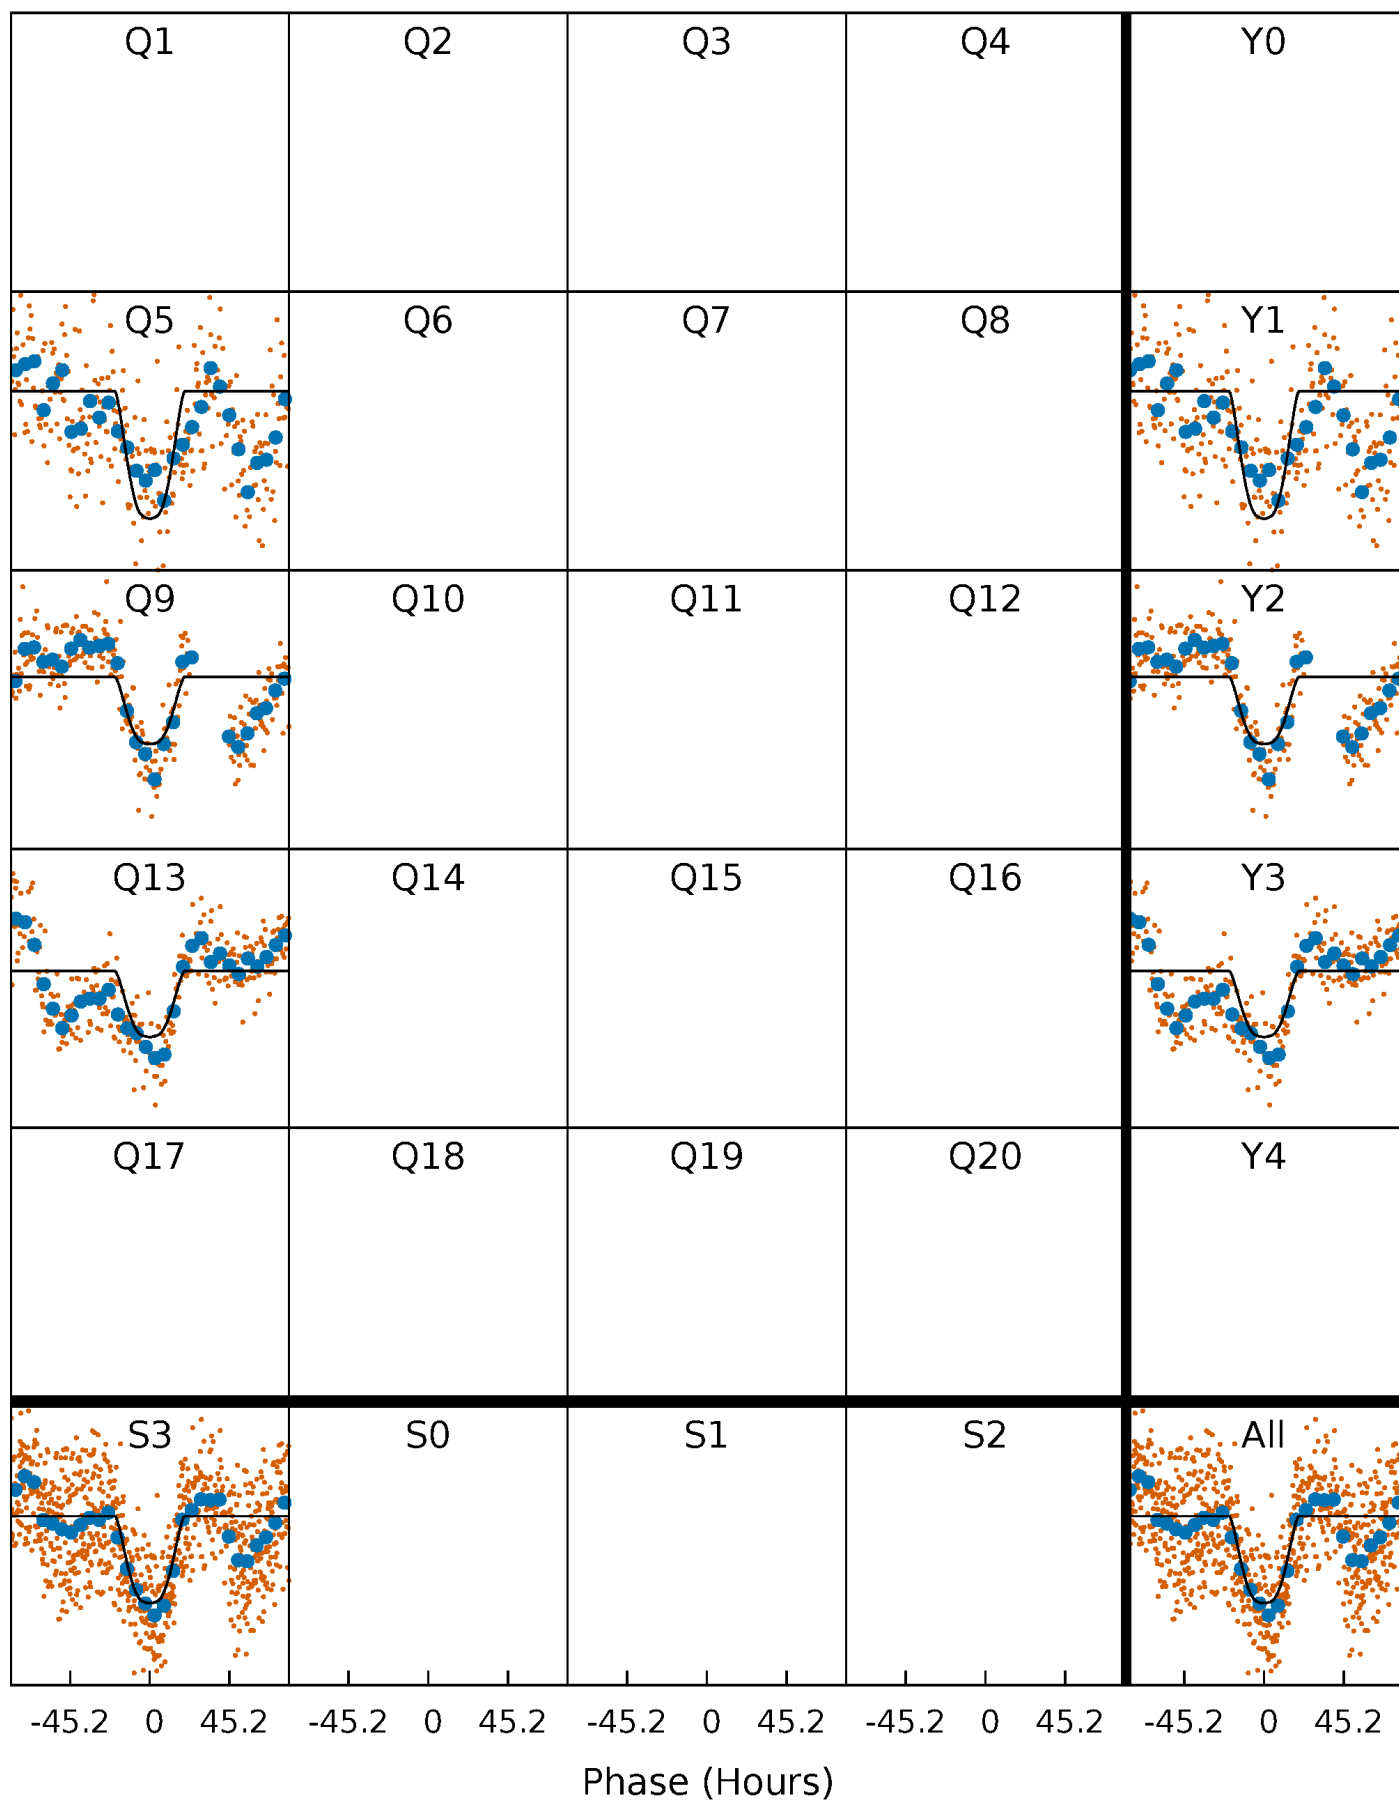 Q1 Q2 Q3 Q4 Y0
Q5 Q6 Q7 Q8 Y1
Q9 Q10 Q11 Q12 Y2
Q13 Q14 Q15 Q16 Y3
Q17 Q18 Q19 Q20 Y4
S3 S0 S1 S2 All
-45.2 0 45.2 -45.2 0 45.2 -45.2 0 45.2 -45.2 0 45.2 -45.2 0 45.2
Phase (Hours)